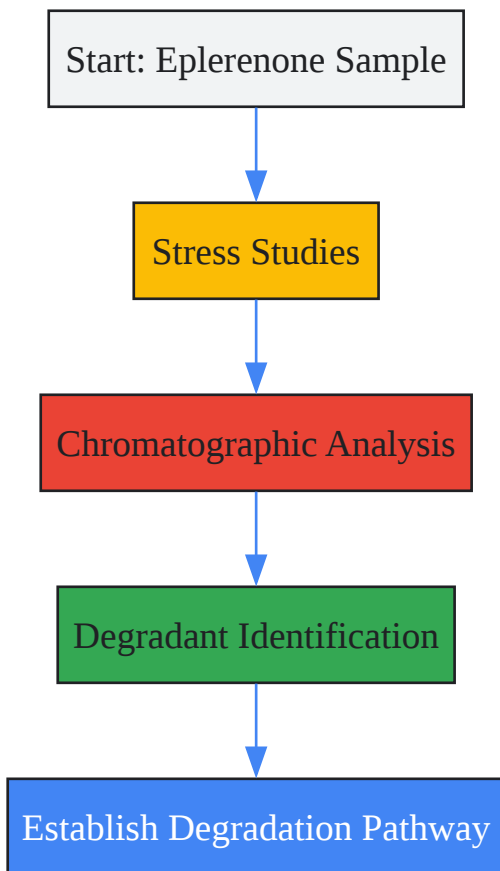 Start: Eplerenone Sample
Stress Studies
Chromatographic Analysis
Degradant Identification
Establish Degradation Pathway